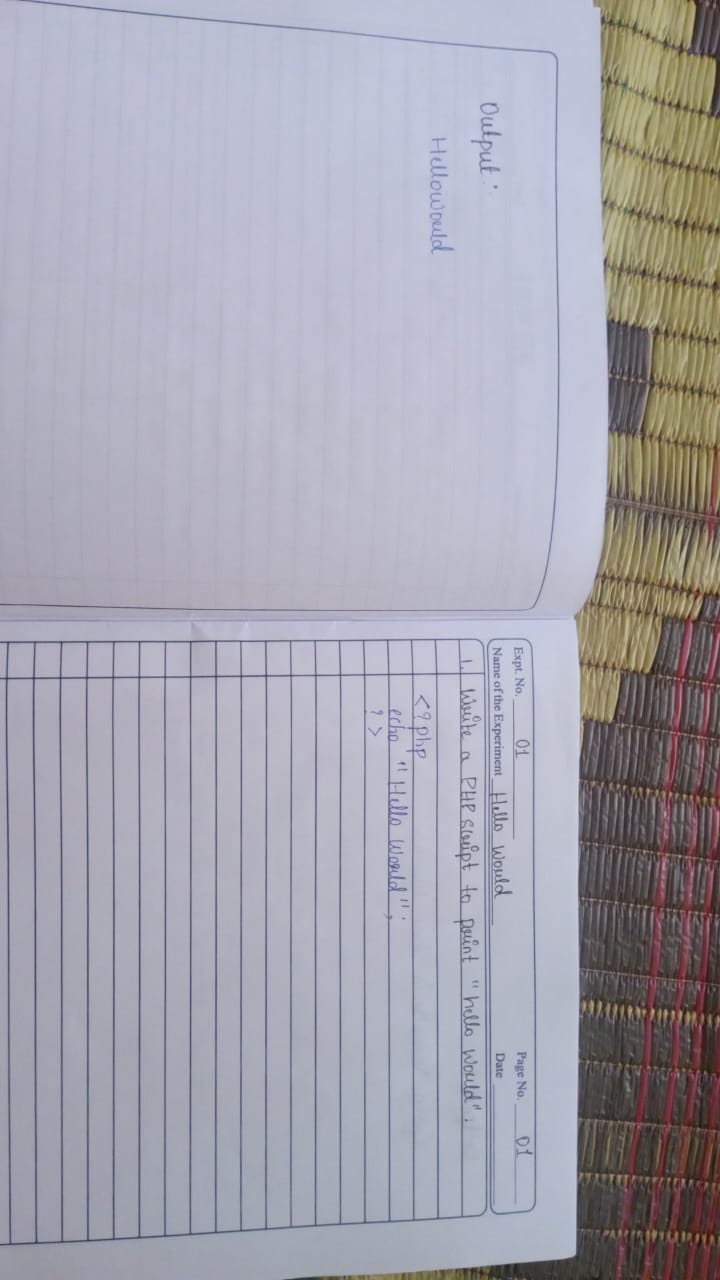 Output :
Helloworld
Expt. No. 01
Page No. 01
Name of the Experiment Hello World
Date
1. Write a PHP script to print "hello World".
<?php
echo "Hello World";
?>